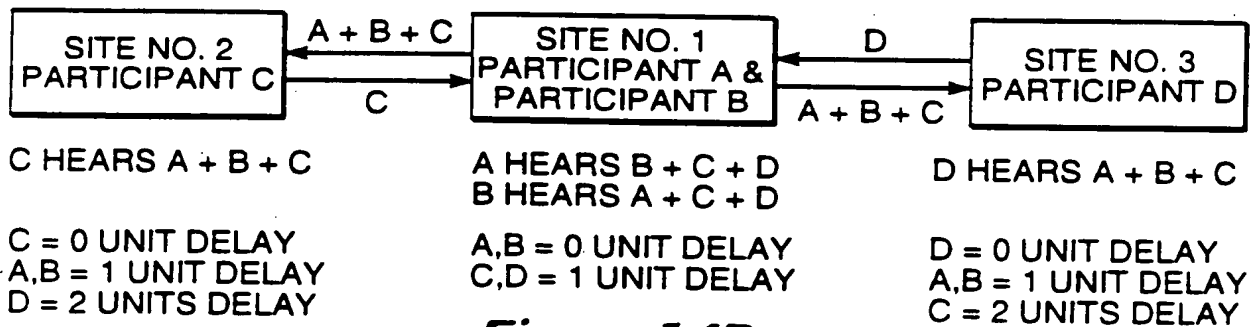 SITE NO. 2
PARTICIPANT C
A + B + C
C
SITE NO. 1
PARTICIPANT A &
PARTICIPANT B
D
A + B + C
SITE NO. 3
PARTICIPANT D
C HEARS A + B + C
C = 0 UNIT DELAY
A,B = 1 UNIT DELAY
D = 2 UNITS DELAY
A HEARS B + C + D
B HEARS A + C + D
A,B = 0 UNIT DELAY
C,D = 1 UNIT DELAY
D HEARS A + B + C
D = 0 UNIT DELAY
A,B = 1 UNIT DELAY
C = 2 UNITS DELAY